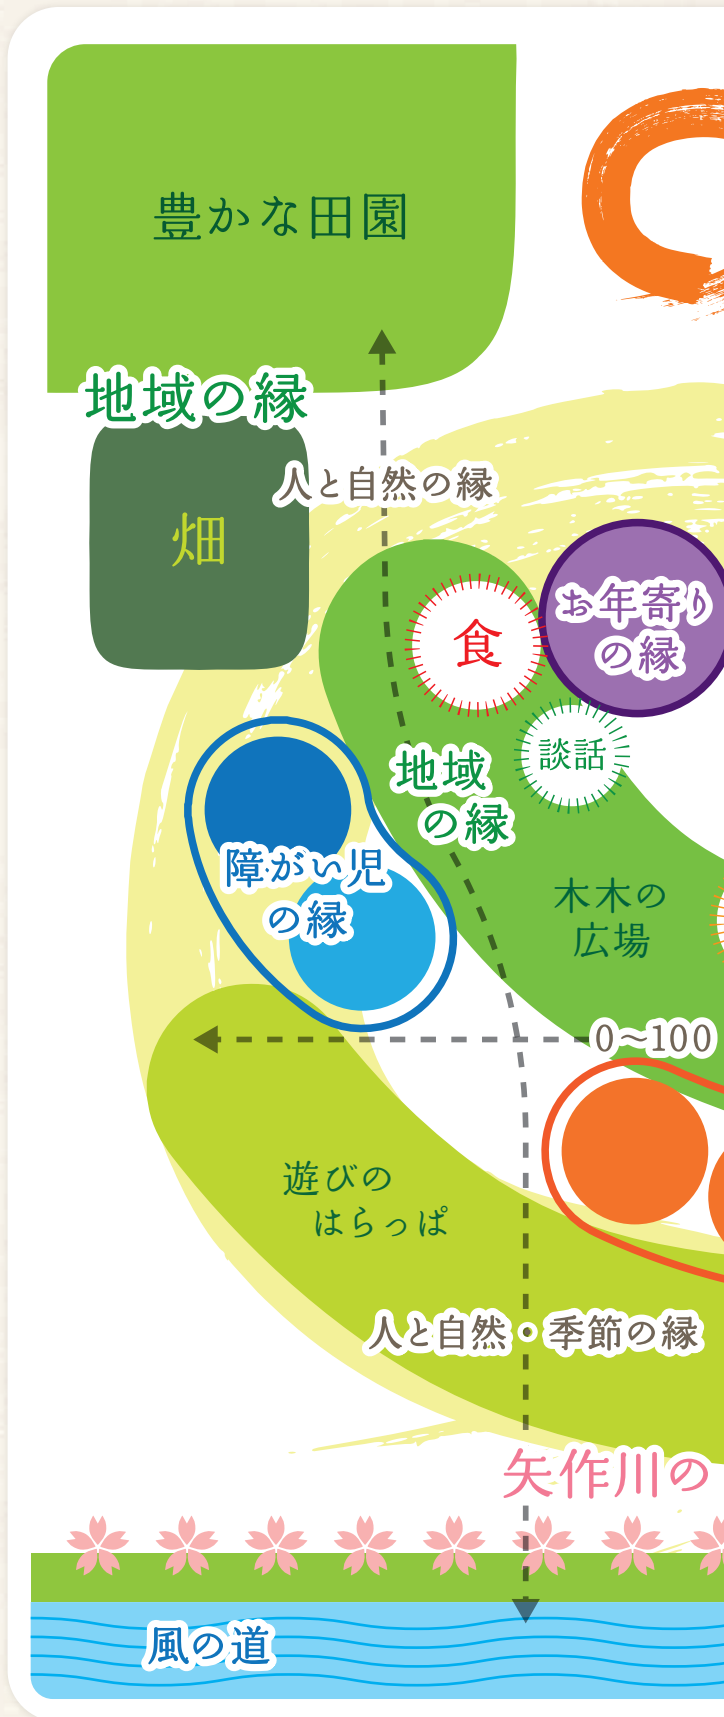 豊かな田園
地域の縁
人と自然の縁
畑
お年寄り
の縁
食
談話
地域
の縁
障がい児
の縁
木木の
広場
0~100
遊びの
はらっぱ
人と自然・季節の縁
矢作川の
風の道